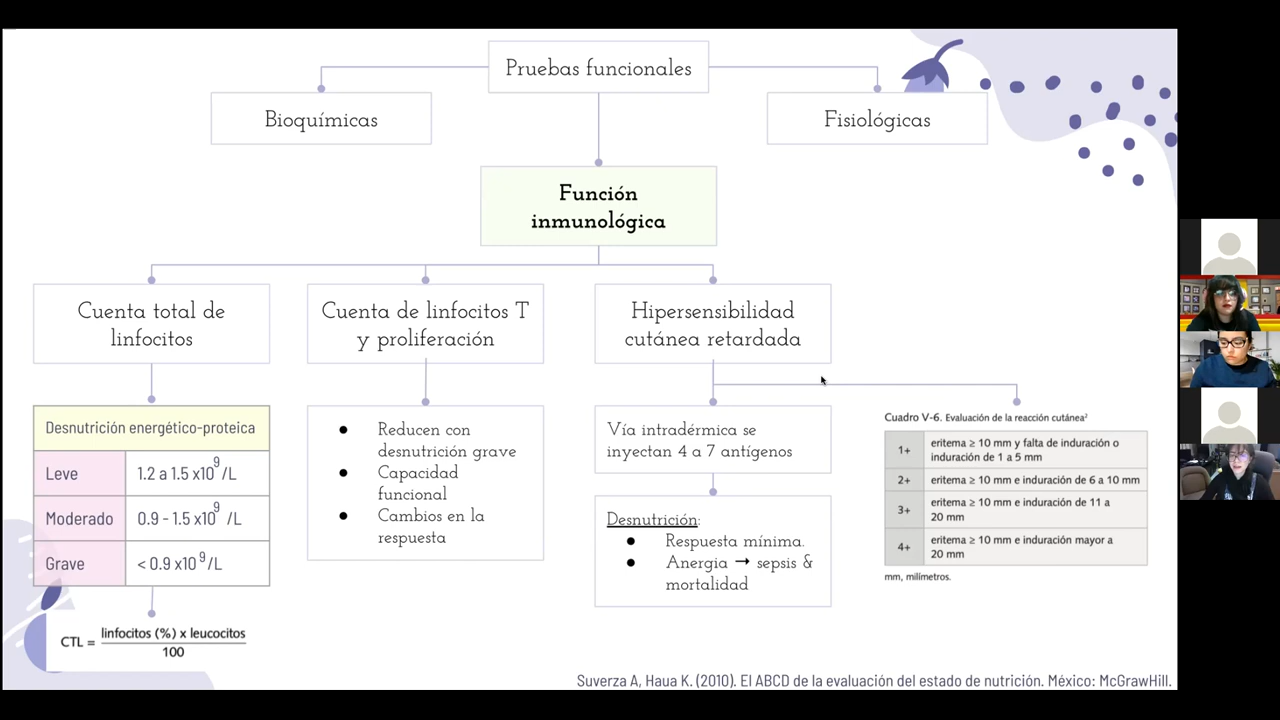 Pruebas funcionales
Bioquímicas
Fisiológicas
Función
inmunológica
Cuenta total de
linfocitos
Cuenta de linfocitos T
y proliferación
Hipersensibilidad
cutánea retardada
Desnutrición energético-proteica
Leve 1.2 a 1.5 x10⁹/L
Moderado 0.9 - 1.5 x10⁹ /L
Grave < 0.9 x10⁹/L
CTL = linfocitos (%) x leucocitos
100
● Reducen con
desnutrición grave
● Capacidad
funcional
● Cambios en la
respuesta
Vía intradérmica se
inyectan 4 a 7 antígenos
Desnutrición:
● Respuesta mínima.
● Anergia → sepsis &
mortalidad
Cuadro V-6. Evaluación de la reacción cutánea²
1+ eritema ≥ 10 mm y falta de induración o
induración de 1 a 5 mm
2+ eritema ≥ 10 mm e induración de 6 a 10 mm
3+ eritema ≥ 10 mm e induración de 11 a
20 mm
4+ eritema ≥ 10 mm e induración mayor a
20 mm
mm, milímetros.
Suverza A, Haua K. (2010). El ABCD de la evaluación del estado de nutrición. México: McGrawHill.